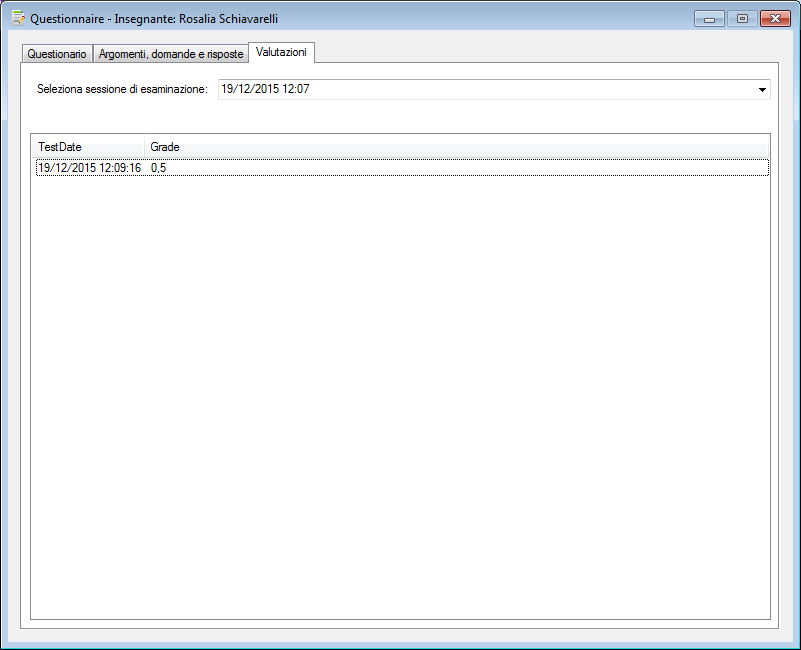 Questionnaire - Insegnante: Rosalia Schiavarelli
Questionario Argomenti, domande e risposte Valutazioni
Seleziona sessione di esaminazione: 19/12/2015 12:07
TestDate Grade
19/12/2015 12:09:16 0,5